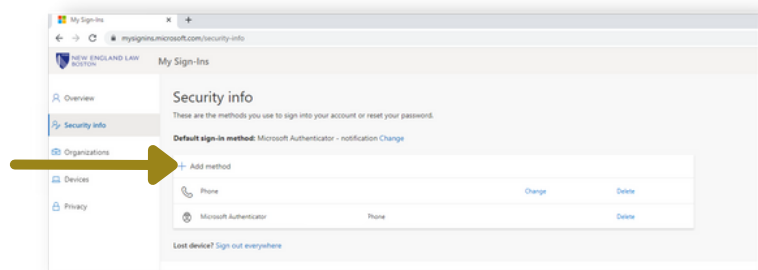 My Sign-Ins
mysignins.microsoft.com/security-info
NEW ENGLAND LAW
BOSTON
My Sign-Ins
Overview
Security info
Organizations
Devices
Privacy
Security info
These are the methods you use to sign into your account or reset your password.
Default sign-in method: Microsoft Authenticator - notification Change
+ Add method
Phone Change Delete
Microsoft Authenticator Phone Delete
Lost device? Sign out everywhere